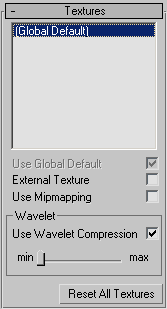 - Textures
(Global Default)
Use Global Default
External Texture
Use Mipmapping
Wavelet
Use Wavelet Compression
min max
Reset All Textures